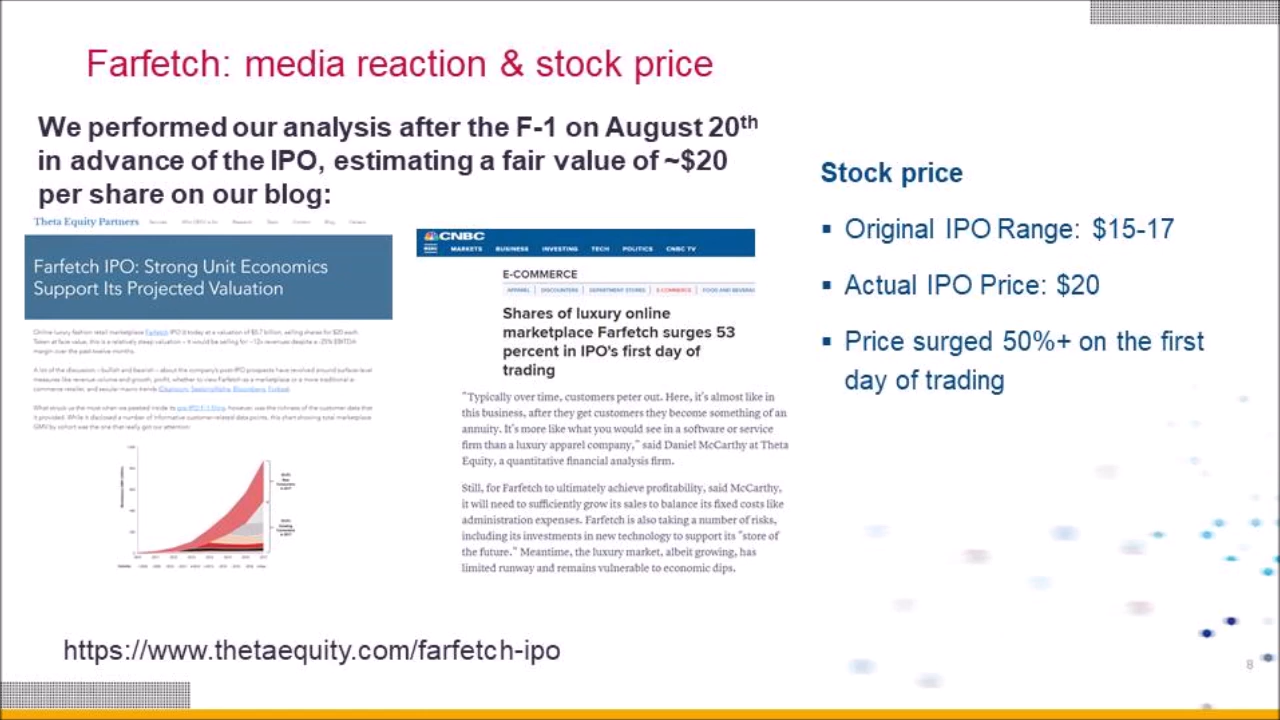 Farfetch: media reaction & stock price
We performed our analysis after the F-1 on August 20th
in advance of the IPO, estimating a fair value of ~$20
per share on our blog:
Theta Equity Partners
Farfetch IPO: Strong Unit Economics
Support Its Projected Valuation
CNBC
MENU MARKETS BUSINESS INVESTING TECH POLITICS CNBC TV
E-COMMERCE
APPAREL DISCOUNTERS DEPARTMENT STORES E-COMMERCE FOOD AND BEVERAG
Shares of luxury online
marketplace Farfetch surges 53
percent in IPO's first day of
trading
"Typically over time, customers peter out. Here, it's almost like in
this business, after they get customers they become something of an
annuity. It's more like what you would see in a software or service
firm than a luxury apparel company," said Daniel McCarthy at Theta
Equity, a quantitative financial analysis firm.
Still, for Farfetch to ultimately achieve profitability, said McCarthy,
it will need to sufficiently grow its sales to balance its fixed costs like
administration expenses. Farfetch is also taking a number of risks,
including its investments in new technology to support its "store of
the future." Meantime, the luxury market, albeit growing, has
limited runway and remains vulnerable to economic dips.
Stock price
▪ Original IPO Range: $15-17
▪ Actual IPO Price: $20
▪ Price surged 50%+ on the first
day of trading
https://www.thetaequity.com/farfetch-ipo
8